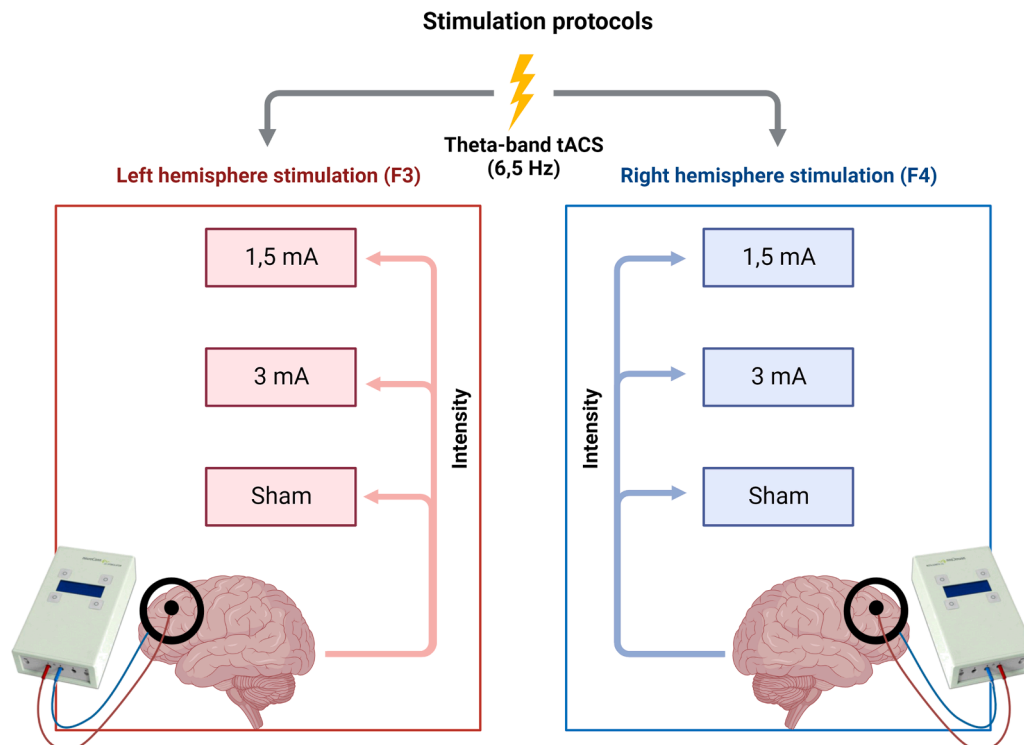 Stimulation protocols
Theta-band tACS
(6,5 Hz)
Left hemisphere stimulation (F3)
Right hemisphere stimulation (F4)
1,5 mA
3 mA
Sham
Intensity
1,5 mA
3 mA
Sham
Intensity